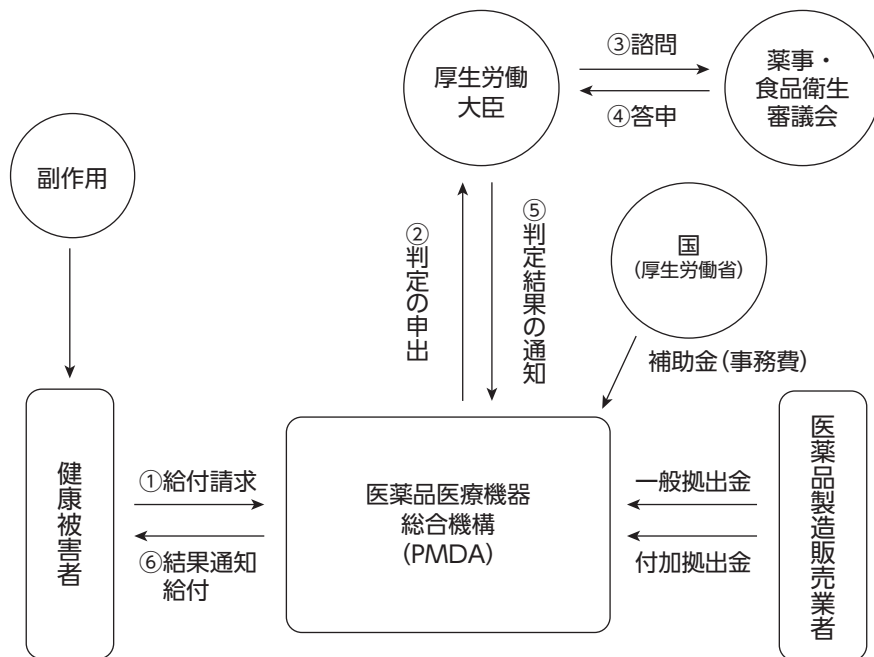 厚生労働
大臣
③諮問
④答申
薬事・
食品衛生
審議会
副作用
②判定の申出
⑤判定結果の通知
国
(厚生労働省)
補助金(事務費)
健康被害者
①給付請求
⑥結果通知
給付
医薬品医療機器
総合機構
(PMDA)
一般拠出金
付加拠出金
医薬品製造販売業者